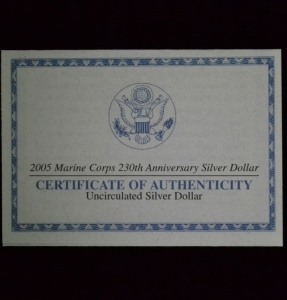 2005 Marine Corps 230th Anniversary Silver Dollar
CERTIFICATE OF AUTHENTICITY
Uncirculated Silver Dollar